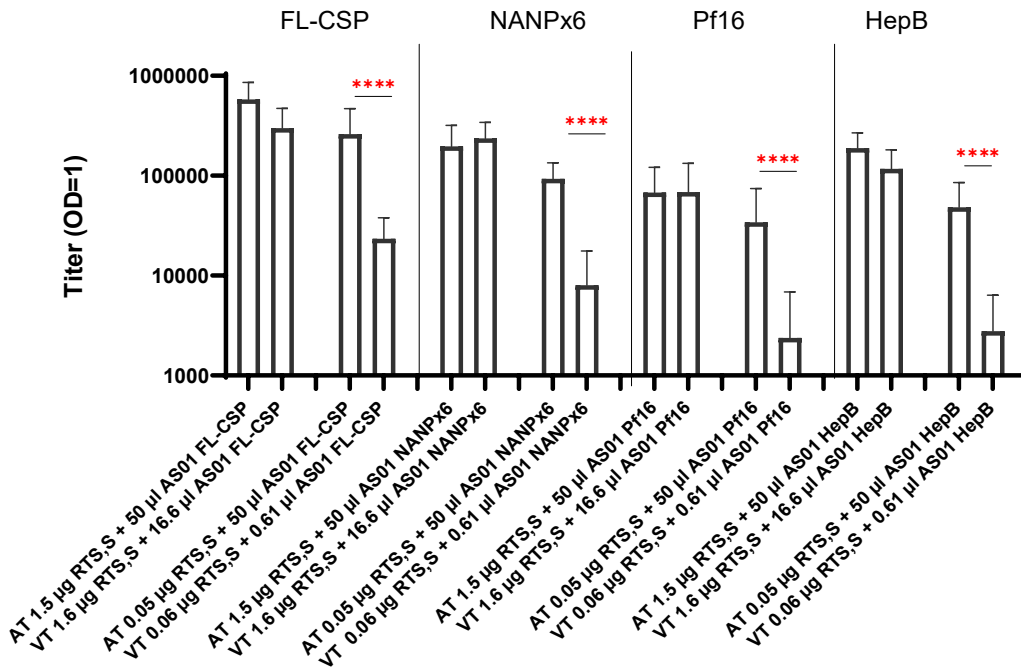 FL-CSP
NANPx6
Pf16
HepB
Titer (OD=1)
1000000
100000
10000
1000
****
****
****
****
AT 1.5 µg RTS,S + 50 µl AS01 FL-CSP
VT 1.6 µg RTS,S + 16.6 µl AS01 FL-CSP
AT 0.05 µg RTS,S + 50 µl AS01 FL-CSP
VT 0.06 µg RTS,S + 0.61 µl AS01 FL-CSP
AT 1.5 µg RTS,S + 50 µl AS01 NANPx6
VT 1.6 µg RTS,S + 16.6 µl AS01 NANPx6
AT 0.05 µg RTS,S + 50 µl AS01 NANPx6
VT 0.06 µg RTS,S + 0.61 µl AS01 NANPx6
AT 1.5 µg RTS,S + 50 µl AS01 Pf16
VT 1.6 µg RTS,S + 16.6 µl AS01 Pf16
AT 0.05 µg RTS,S + 50 µl AS01 Pf16
VT 0.06 µg RTS,S + 0.61 µl AS01 Pf16
AT 1.5 µg RTS,S + 50 µl AS01 HepB
VT 1.6 µg RTS,S + 16.6 µl AS01 HepB
AT 0.05 µg RTS,S + 50 µl AS01 HepB
VT 0.06 µg RTS,S + 0.61 µl AS01 HepB